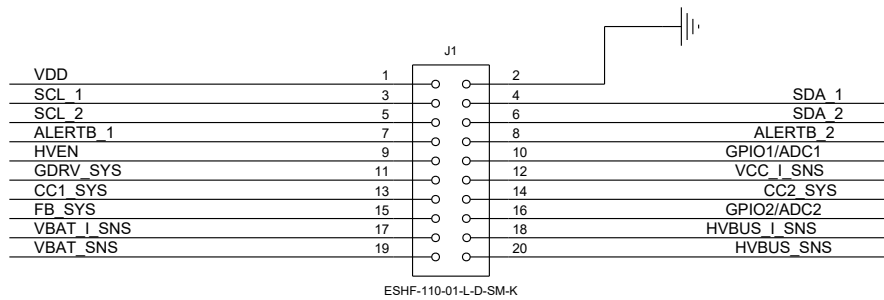 J1
VDD 1 2
SCL_1 3 4 SDA_1
SCL_2 5 6 SDA_2
ALERTB_1 7 8 ALERTB_2
HVEN 9 10 GPIO1/ADC1
GDRV_SYS 11 12 VCC_I_SNS
CC1_SYS 13 14 CC2_SYS
FB_SYS 15 16 GPIO2/ADC2
VBAT_I_SNS 17 18 HVBUS_I_SNS
VBAT_SNS 19 20 HVBUS_SNS
ESHF-110-01-L-D-SM-K